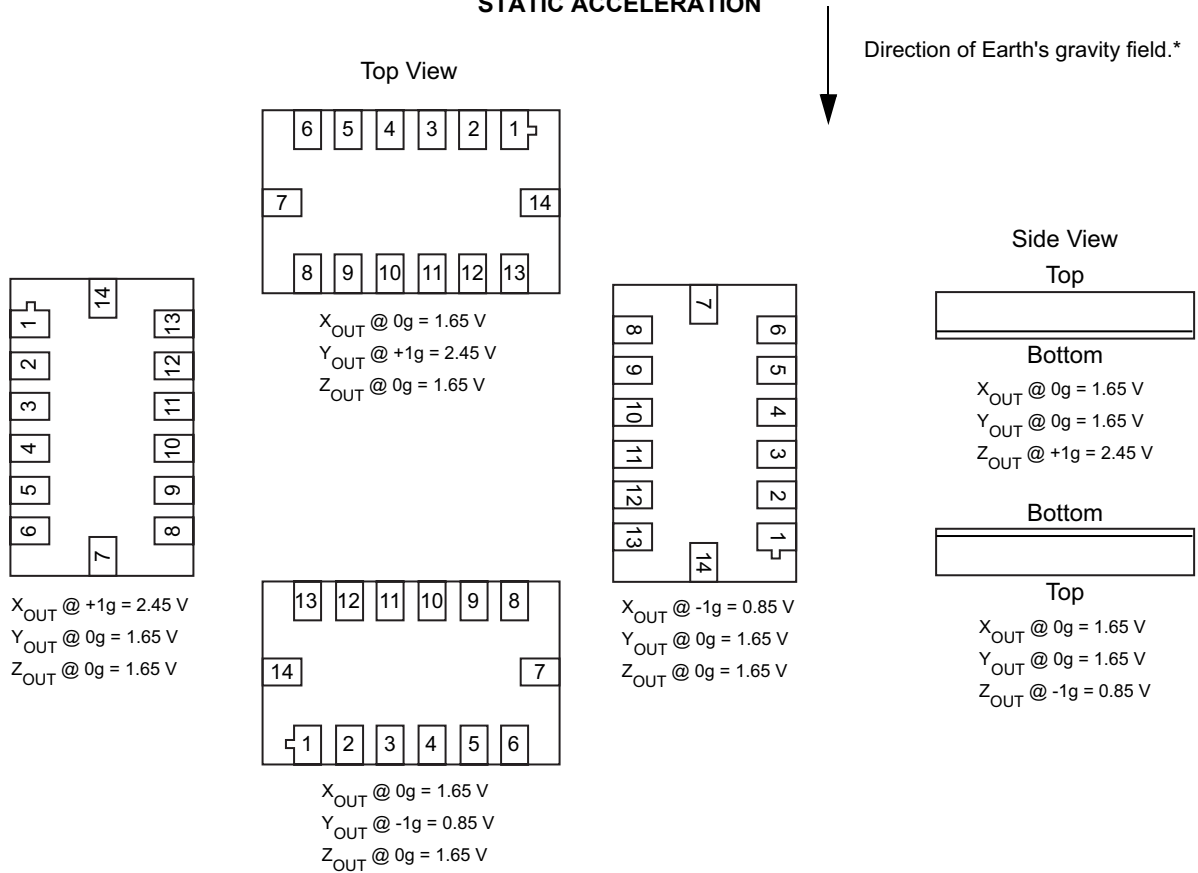 STATIC ACCELERATION
Direction of Earth's gravity field.*
Top View
6 5 4 3 2 1
7 14
8 9 10 11 12 13
X_OUT @ 0g = 1.65 V
Y_OUT @ +1g = 2.45 V
Z_OUT @ 0g = 1.65 V
14
1 13
2 12
3 11
4 10
5 9
6 8
7
X_OUT @ +1g = 2.45 V
Y_OUT @ 0g = 1.65 V
Z_OUT @ 0g = 1.65 V
13 12 11 10 9 8
14 7
1 2 3 4 5 6
X_OUT @ 0g = 1.65 V
Y_OUT @ -1g = 0.85 V
Z_OUT @ 0g = 1.65 V
7
8 6
9 5
10 4
11 3
12 2
13 1
14
X_OUT @ -1g = 0.85 V
Y_OUT @ 0g = 1.65 V
Z_OUT @ 0g = 1.65 V
Side View
Top
Bottom
X_OUT @ 0g = 1.65 V
Y_OUT @ 0g = 1.65 V
Z_OUT @ +1g = 2.45 V
Bottom
Top
X_OUT @ 0g = 1.65 V
Y_OUT @ 0g = 1.65 V
Z_OUT @ -1g = 0.85 V